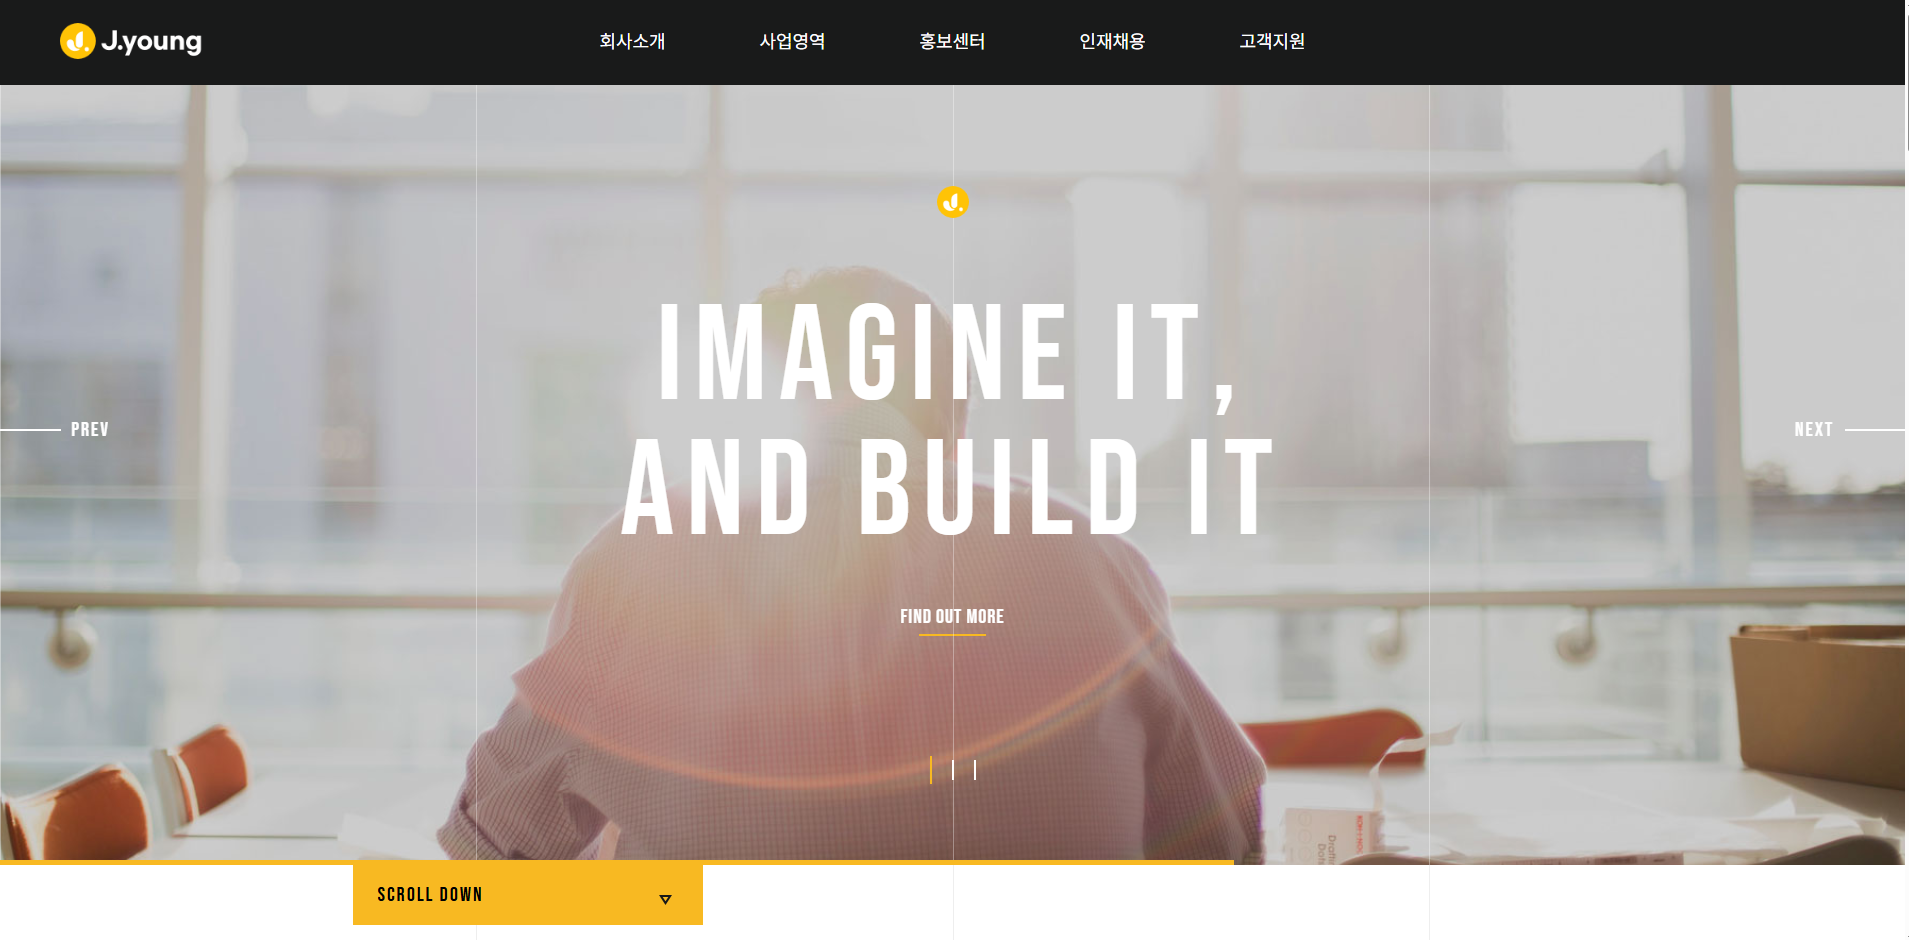 J.young
회사소개
사업영역
홍보센터
인재채용
고객지원
IMAGINE IT,
AND BUILD IT
PREV
NEXT
FIND OUT MORE
SCROLL DOWN